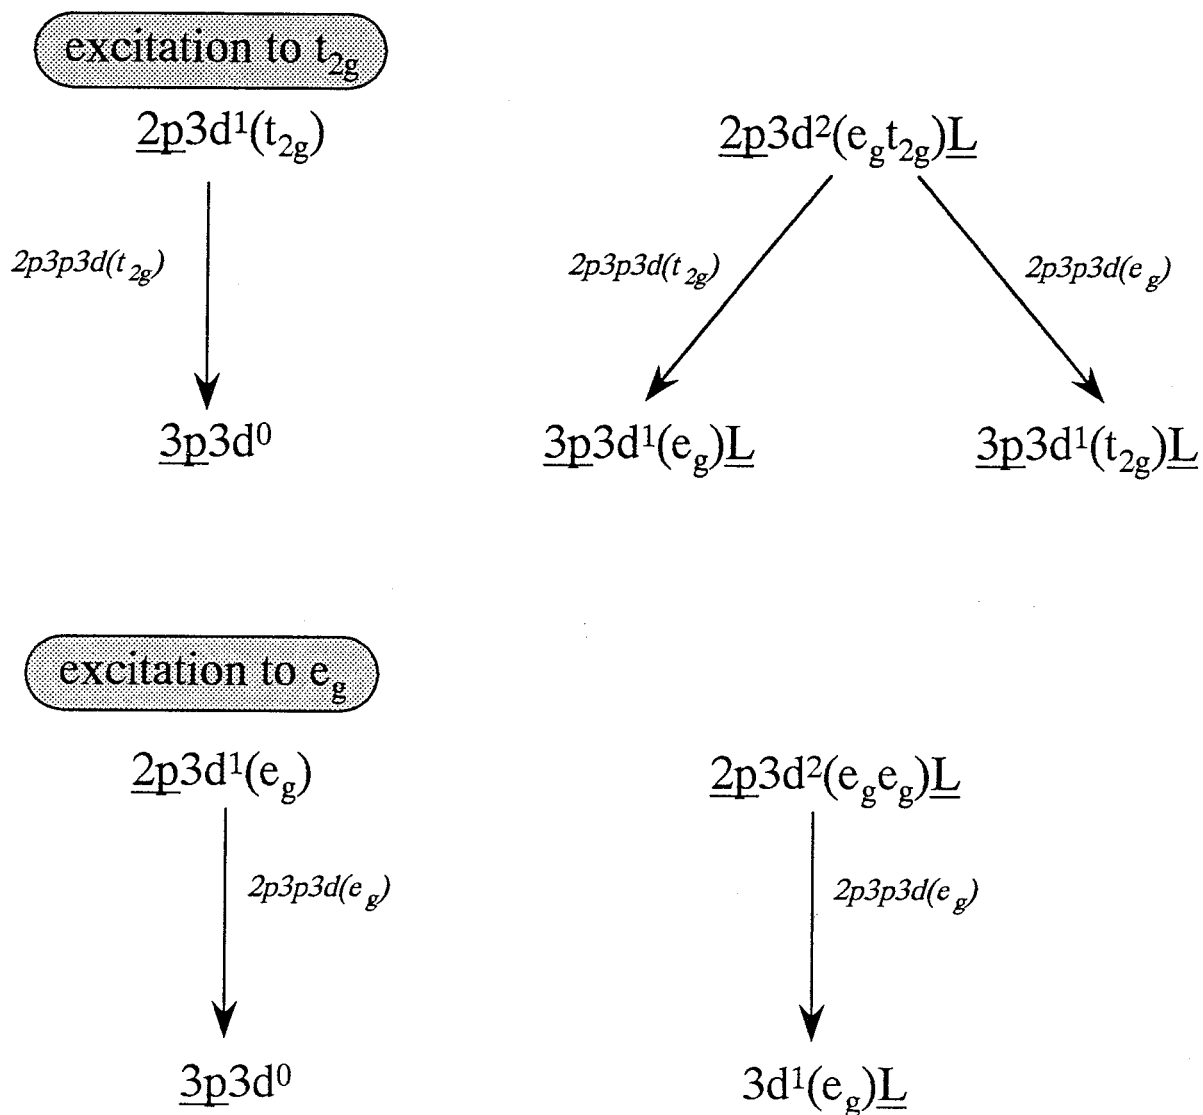 excitation to t₂g
2p3d¹(t₂g)
2p3d²(egt₂g)L
2p3p3d(t₂g)
2p3p3d(t₂g)
2p3p3d(eg)
3p3d⁰
3p3d¹(eg)L
3p3d¹(t₂g)L
excitation to eg
2p3d¹(eg)
2p3d²(egeg)L
2p3p3d(eg)
2p3p3d(eg)
3p3d⁰
3d¹(eg)L